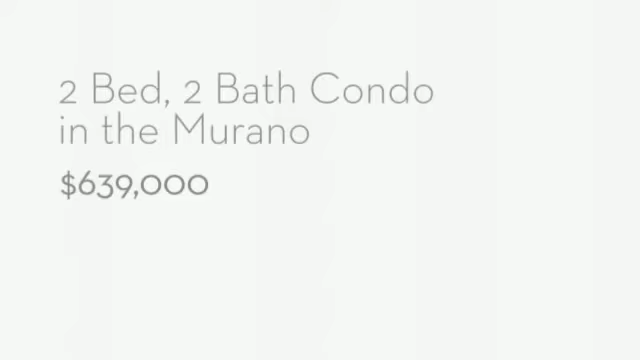 2 Bed, 2 Bath Condo
in the Murano
$639,000